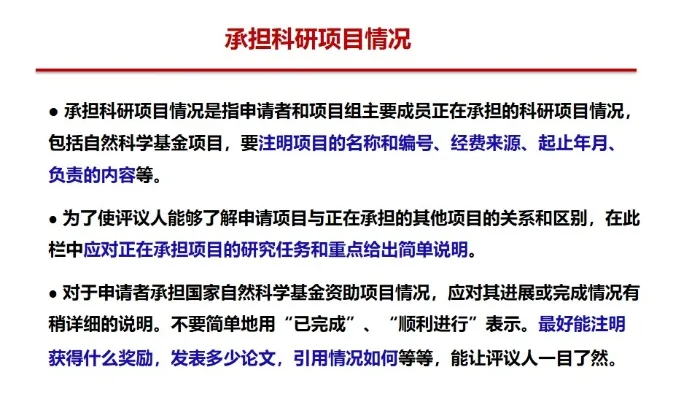 承担科研项目情况
● 承担科研项目情况是指申请者和项目组主要成员正在承担的科研项目情况，
包括自然科学基金项目，要注明项目的名称和编号、经费来源、起止年月、
负责的内容等。
● 为了使评议人能够了解申请项目与正在承担的其他项目的关系和区别，在此
栏中应对正在承担项目的研究任务和重点给出简单说明。
● 对于申请者承担国家自然科学基金资助项目情况，应对其进展或完成情况有
稍详细的说明。不要简单地用“已完成”、“顺利进行”表示。最好能注明
获得什么奖励，发表多少论文，引用情况如何等等，能让评议人一目了然。